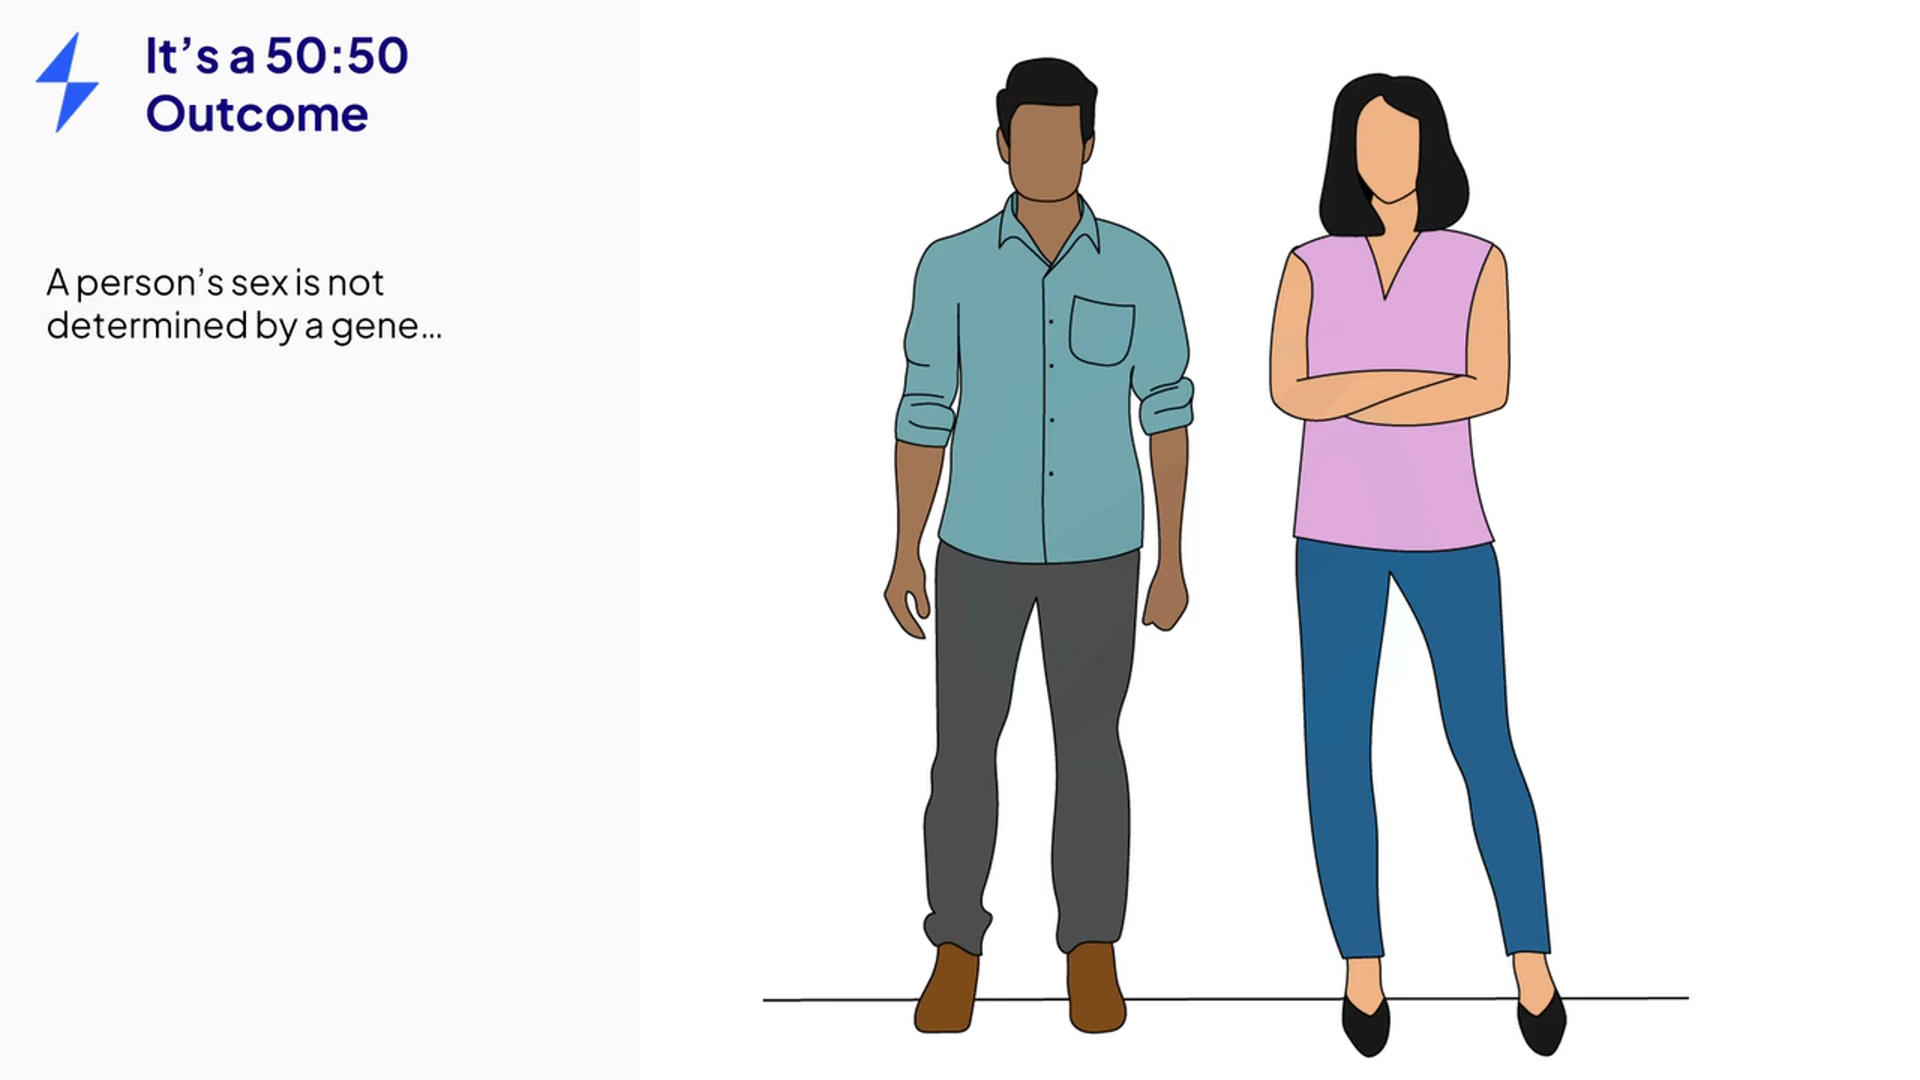 It’s a 50:50
Outcome
A person’s sex is not
determined by a gene...